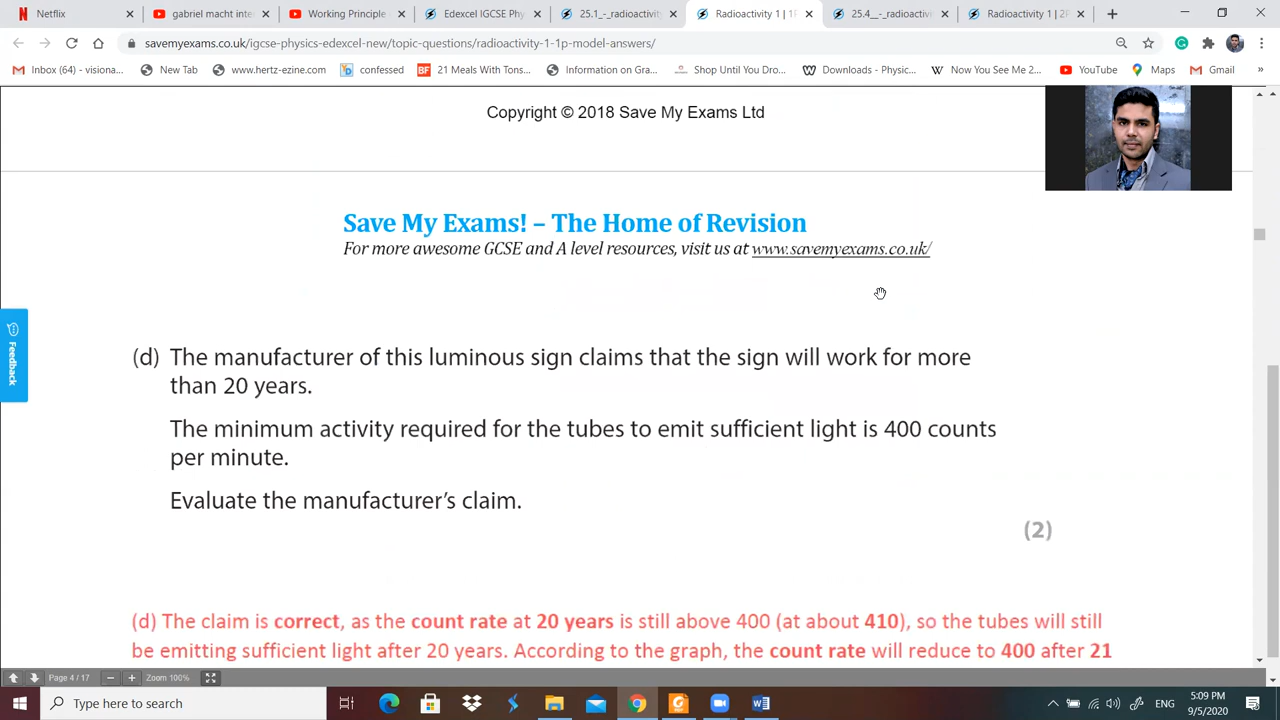 gabriel macht inte
Working Principle
Edexcel IGCSE Phy
25.1_-_radioactivity
Radioactivity 1 | 1P
25.4__-_radioactivi
Radioactivity 1 | 2P
Netflix
savemyexams.co.uk/igcse-physics-edexcel-new/topic-questions/radioactivity-1-1p-model-answers/
Inbox (64) - visiona...
New Tab
www.hertz-ezine.com
confessed
21 Meals With Tons...
Information on Gra...
Shop Until You Dro...
Downloads - Physic...
Now You See Me 2...
YouTube
Maps
Gmail
Copyright © 2018 Save My Exams Ltd
Save My Exams! – The Home of Revision
For more awesome GCSE and A level resources, visit us at www.savemyexams.co.uk/
Feedback
(d) The manufacturer of this luminous sign claims that the sign will work for more
than 20 years.
The minimum activity required for the tubes to emit sufficient light is 400 counts
per minute.
Evaluate the manufacturer's claim.
(2)
(d) The claim is correct, as the count rate at 20 years is still above 400 (at about 410), so the tubes will still
be emitting sufficient light after 20 years. According to the graph, the count rate will reduce to 400 after 21
Page 4 / 17
Zoom 100%
Type here to search
ENG
5:09 PM
9/5/2020